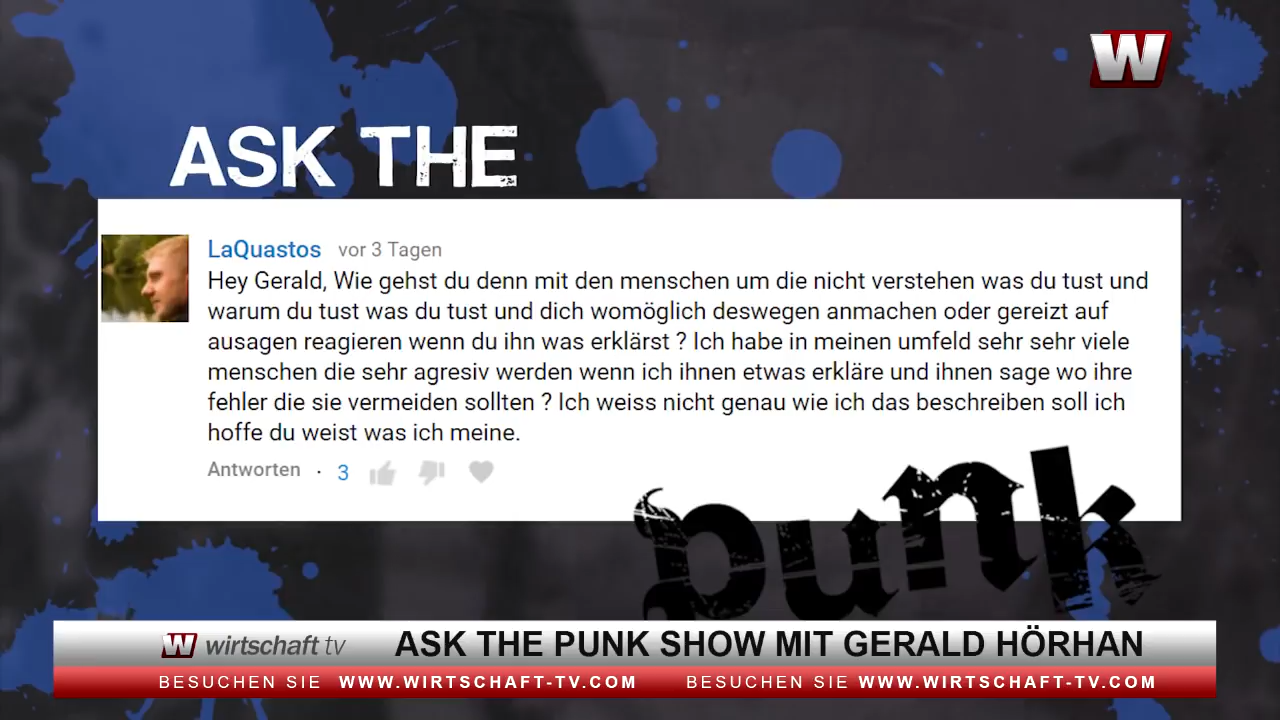 W
ASK THE
LaQuastos vor 3 Tagen
Hey Gerald, Wie gehst du denn mit den menschen um die nicht verstehen was du tust und
warum du tust was du tust und dich womöglich deswegen anmachen oder gereizt auf
ausagen reagieren wenn du ihn was erklärst ? Ich habe in meinen umfeld sehr sehr viele
menschen die sehr agresiv werden wenn ich ihnen etwas erkläre und ihnen sage wo ihre
fehler die sie vermeiden sollten ? Ich weiss nicht genau wie ich das beschreiben soll ich
hoffe du weist was ich meine.
Antworten · 3
punk
W wirtschaft tv ASK THE PUNK SHOW MIT GERALD HÖRHAN
BESUCHEN SIE WWW.WIRTSCHAFT-TV.COM BESUCHEN SIE WWW.WIRTSCHAFT-TV.COM